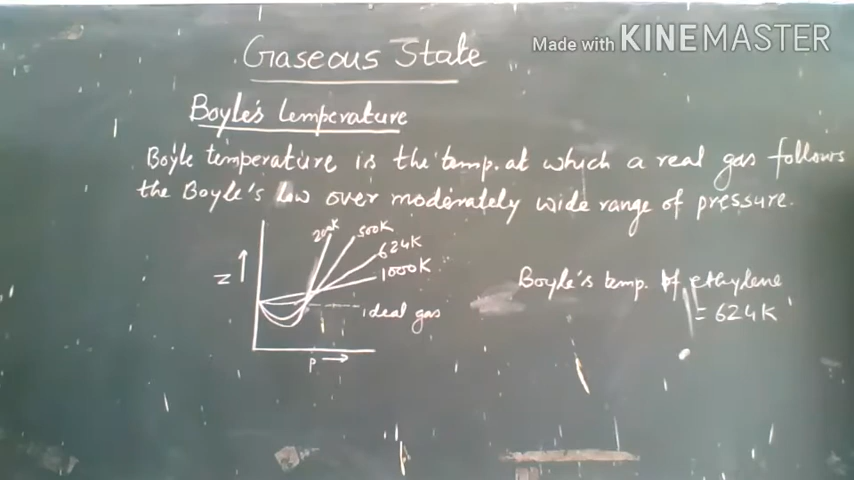 Gaseous State
Made with KINEMASTER
Boyle's temperature
Boyle temperature is the temp. at which a real gas follows
the Boyle's law over moderately wide range of pressure.
200K
500K
624K
1000K
Z
ideal gas
P
Boyle's temp. of ethylene
= 624K